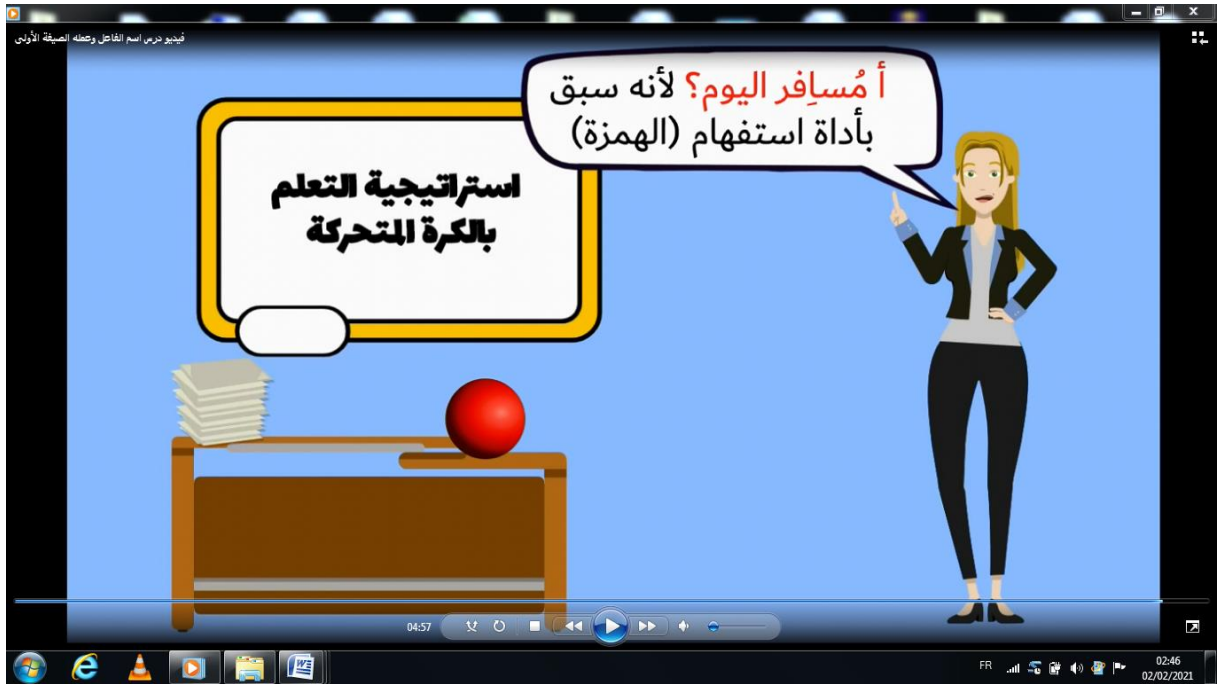 فيديو درس اسم الفاعل وعمله الصيغة الأولى
أ مُسافِر اليوم؟ لأنه سبق
بأداة استفهام (الهمزة)
استراتيجية التعلم
بالكرة المتحركة
04:57
FR
02:46
02/02/2021